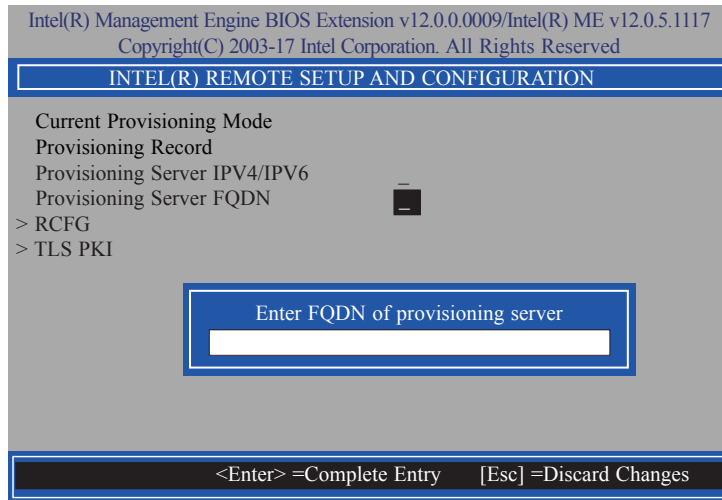 Intel(R) Management Engine BIOS Extension v12.0.0.0009/Intel(R) ME v12.0.5.1117
Copyright(C) 2003-17 Intel Corporation. All Rights Reserved
INTEL(R) REMOTE SETUP AND CONFIGURATION
Current Provisioning Mode
Provisioning Record
Provisioning Server IPV4/IPV6 _
Provisioning Server FQDN _
> RCFG
> TLS PKI
Enter FQDN of provisioning server
<Enter> =Complete Entry [Esc] =Discard Changes